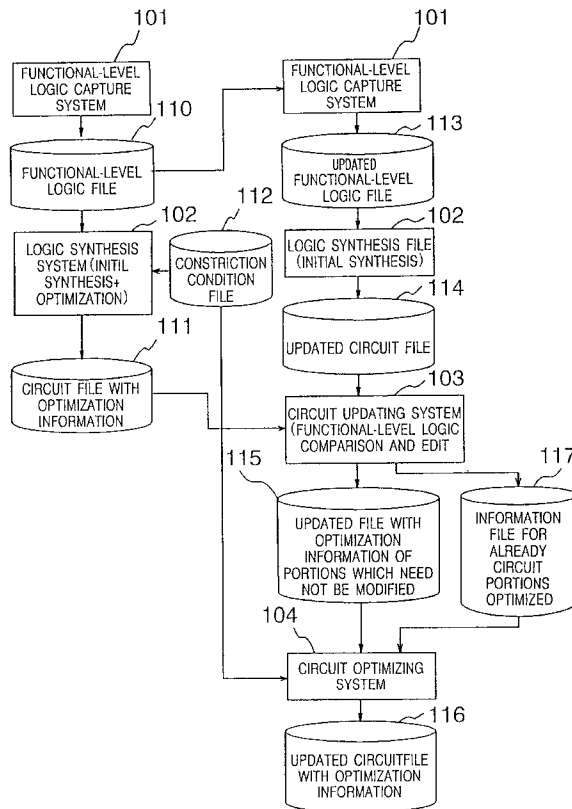 101
FUNCTIONAL-LEVEL
LOGIC CAPTURE
SYSTEM
110
FUNCTIONAL-LEVEL
LOGIC FILE
102
LOGIC SYNTHESIS
SYSTEM (INITIL
SYNTHESIS+
OPTIMIZATION)
111
CIRCUIT FILE WITH
OPTIMIZATION
INFORMATION
112
CONSTRICTION
CONDITION
FILE
101
FUNCTIONAL-LEVEL
LOGIC CAPTURE
SYSTEM
113
UPDATED
FUNCTIONAL-LEVEL
LOGIC FILE
102
LOGIC SYNTHESIS FILE
(INITIAL SYNTHESIS)
114
UPDATED CIRCUIT FILE
103
CIRCUIT UPDATING SYSTEM
(FUNCTIONAL-LEVEL LOGIC
COMPARISON AND EDIT
115
UPDATED FILE WITH
OPTIMIZATION
INFORMATION OF
PORTIONS WHICH NEED
NOT BE MODIFIED
117
INFORMATION
FILE FOR
ALREADY
CIRCUIT
PORTIONS
OPTIMIZED
104
CIRCUIT OPTIMIZING
SYSTEM
116
UPDATED CIRCUITFILE
WITH OPTIMIZATION
INFORMATION